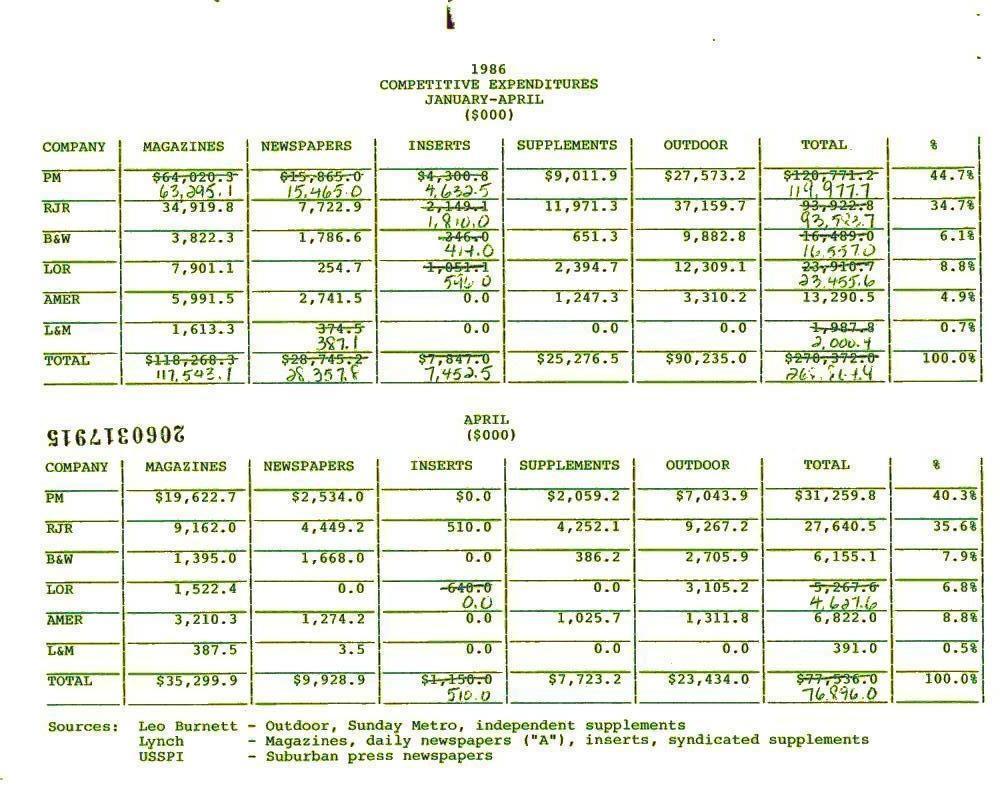 1986
COMPETITIVE EXPENDITURES
JANUARY-APRIL
($000)
COMPANY MAGAZINES NEWSPAPERS INSERTS SUPPLEMENTS OUTDOOR TOTAL %
PM $64,020.3 $15,865.0 $4,300.8 $9,011.9 $27,573.2 $120,771.2 44.7%
63,295.1 15,465.0 4,632.5 119,977.7
RJR 34,919.8 7,722.9 2,149.1 11,971.3 37,159.7 93,922.8 34.7%
1,810.0 93,583.7
B&W 3,822.3 1,786.6 346.0 651.3 9,882.8 16,489.0 6.1%
414.0 16,557.0
LOR 7,901.1 254.7 1,051.1 2,394.7 12,309.1 23,910.7 8.8%
596.0 23,455.6
AMER 5,991.5 2,741.5 0.0 1,247.3 3,310.2 13,290.5 4.9%
L&M 1,613.3 374.5 0.0 0.0 0.0 1,987.8 0.7%
387.1 2,000.4
TOTAL $118,268.3 $28,745.2 $7,847.0 $25,276.5 $90,235.0 $270,372.0 100.0%
117,543.1 28,357.8 7,452.5
2060317915
APRIL
($000)
COMPANY MAGAZINES NEWSPAPERS INSERTS SUPPLEMENTS OUTDOOR TOTAL %
PM $19,622.7 $2,534.0 $0.0 $2,059.2 $7,043.9 $31,259.8 40.3%
RJR 9,162.0 4,449.2 510.0 4,252.1 9,267.2 27,640.5 35.6%
B&W 1,395.0 1,668.0 0.0 386.2 2,705.9 6,155.1 7.9%
LOR 1,522.4 0.0 640.0 0.0 3,105.2 5,267.6 6.8%
0.0 4,627.6
AMER 3,210.3 1,274.2 0.0 1,025.7 1,311.8 6,822.0 8.8%
L&M 387.5 3.5 0.0 0.0 0.0 391.0 0.5%
TOTAL $35,299.9 $9,928.9 $1,150.0 $7,723.2 $23,434.0 $77,536.0 100.0%
510.0 76,896.0
Sources: Leo Burnett - Outdoor, Sunday Metro, independent supplements
Lynch - Magazines, daily newspapers ("A"), inserts, syndicated supplements
USSPI - Suburban press newspapers